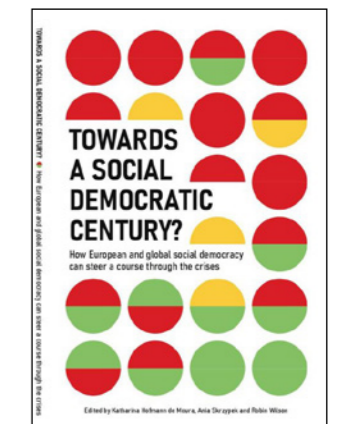 TOWARDS A SOCIAL DEMOCRATIC CENTURY? How European and global social democracy can steer a course through the crises
TOWARDS
A SOCIAL
DEMOCRATIC
CENTURY?
How European and global social democracy
can steer a course through the crises
Edited by Katharina Hofmann de Moura, Ania Skrzypek and Robin Wilson